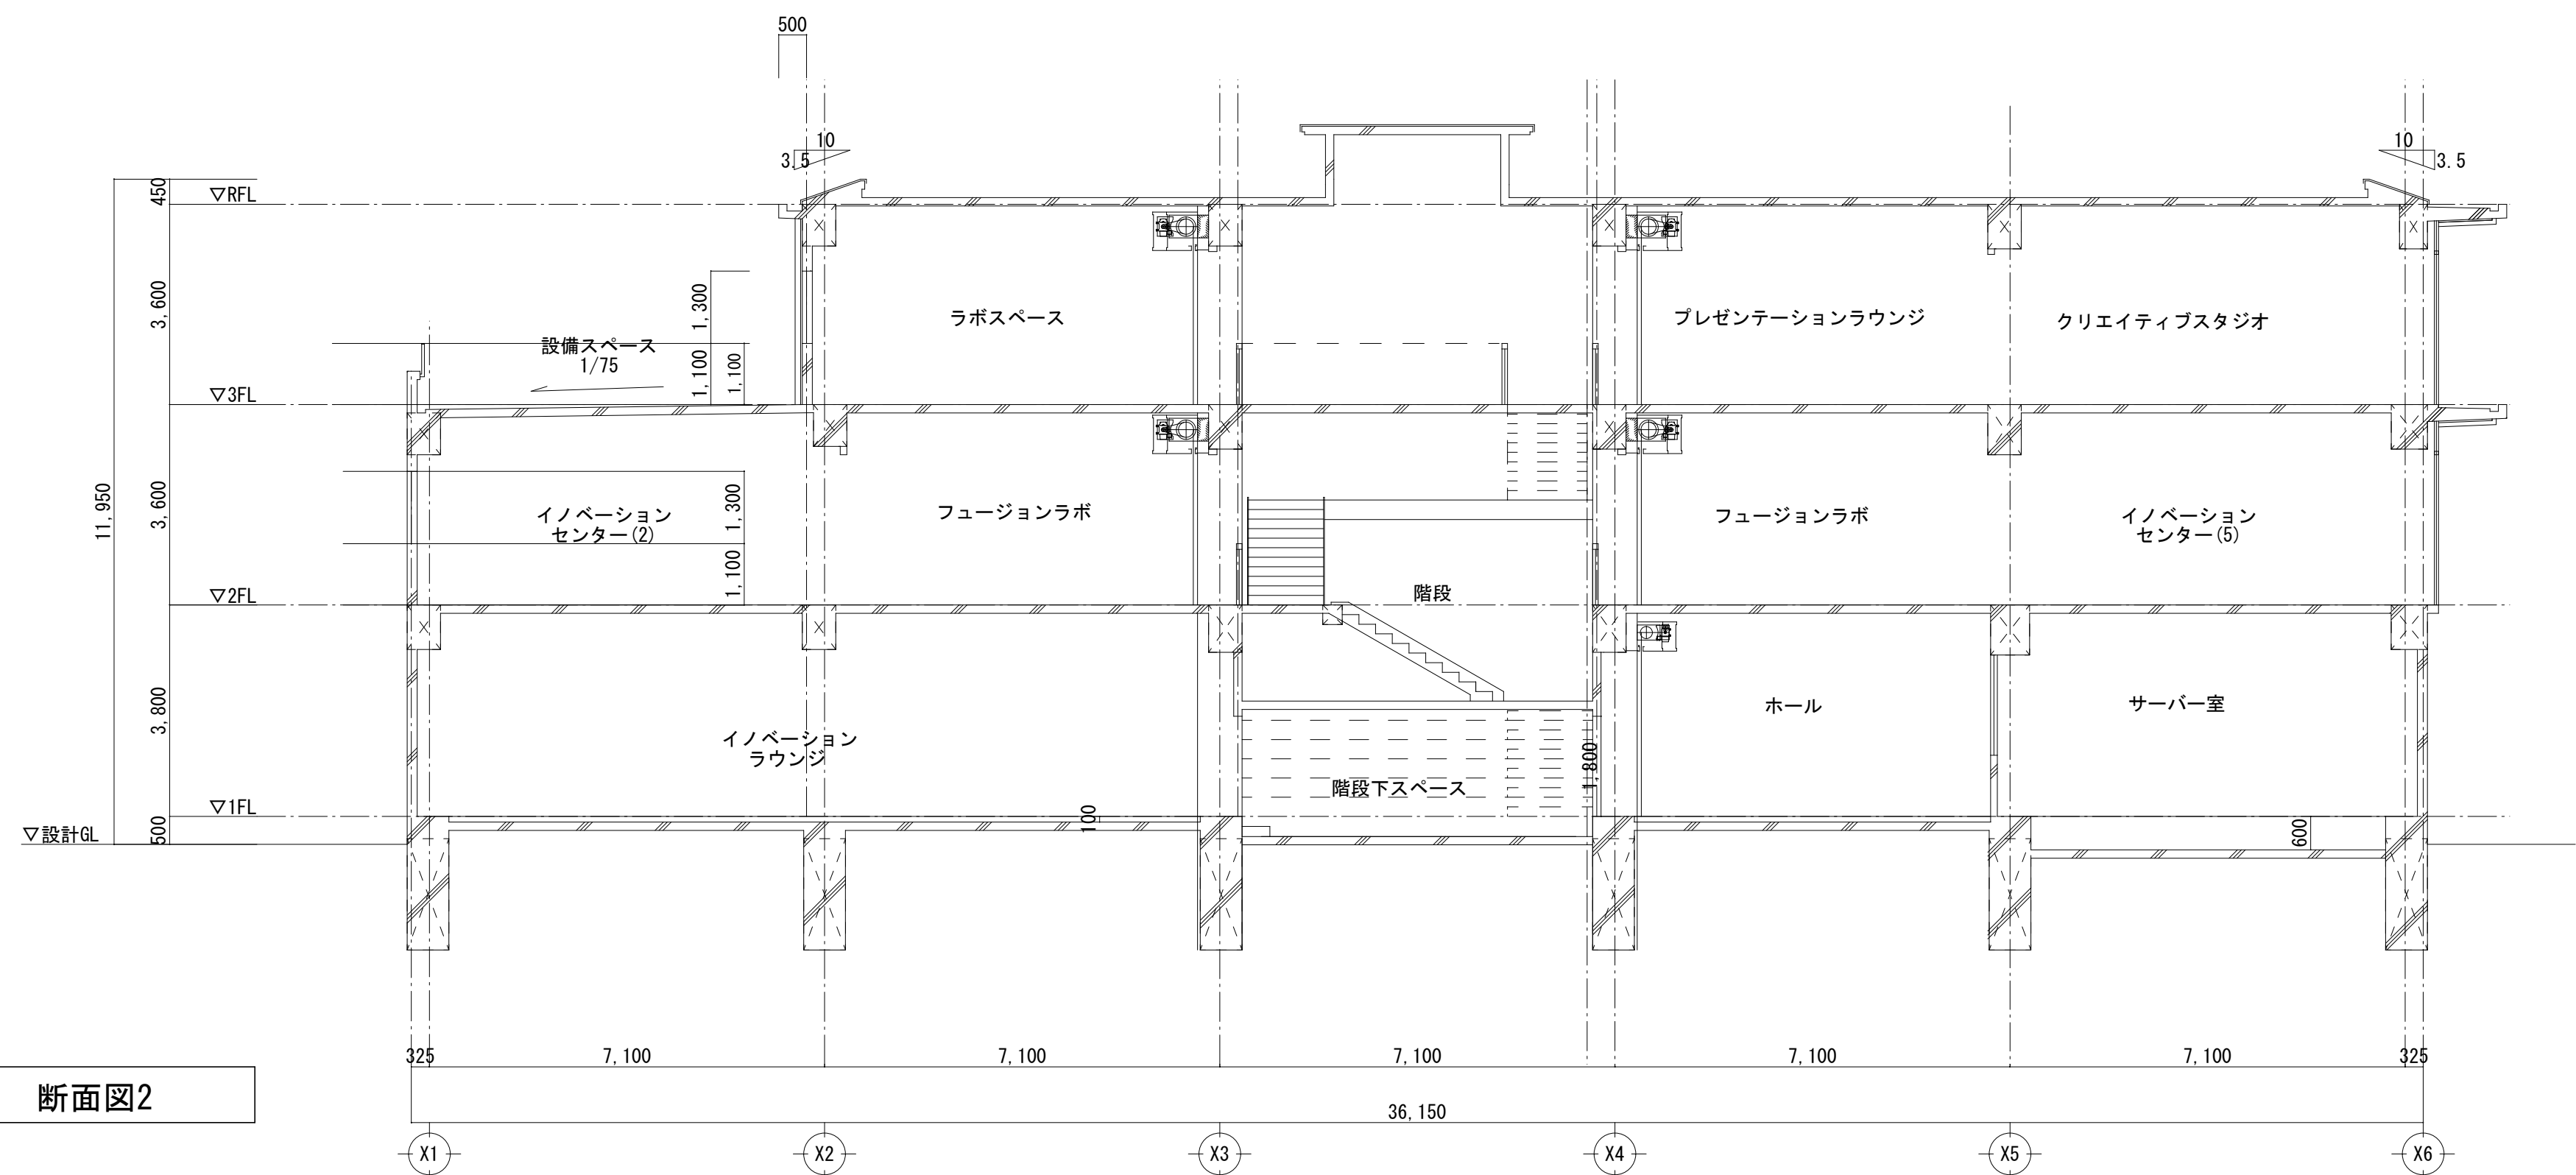 500
10
3.5
10
3.5
450
▽RFL
3,600
1,300
ラボスペース
プレゼンテーションラウンジ
クリエイティブスタジオ
設備スペース
1/75
1,100
1,100
▽3FL
11,950
3,600
イノベーション
センター(2)
1,300
フュージョンラボ
フュージョンラボ
イノベーション
センター(5)
1,100
階段
▽2FL
3,800
イノベーション
ラウンジ
ホール
サーバー室
階段下スペース
1,800
▽1FL
100
600
500
▽設計GL
325
7,100
7,100
7,100
7,100
7,100
325
断面図2
36,150
X1
X2
X3
X4
X5
X6